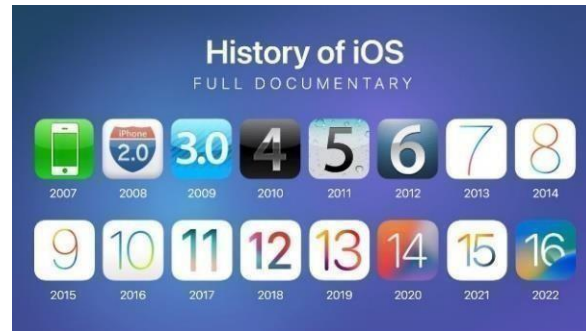 History of iOS
FULL DOCUMENTARY
iPhone
2.0 3.0 4 5 6 7 8
2007 2008 2009 2010 2011 2012 2013 2014
9 10 11 12 13 14 15 16
2015 2016 2017 2018 2019 2020 2021 2022